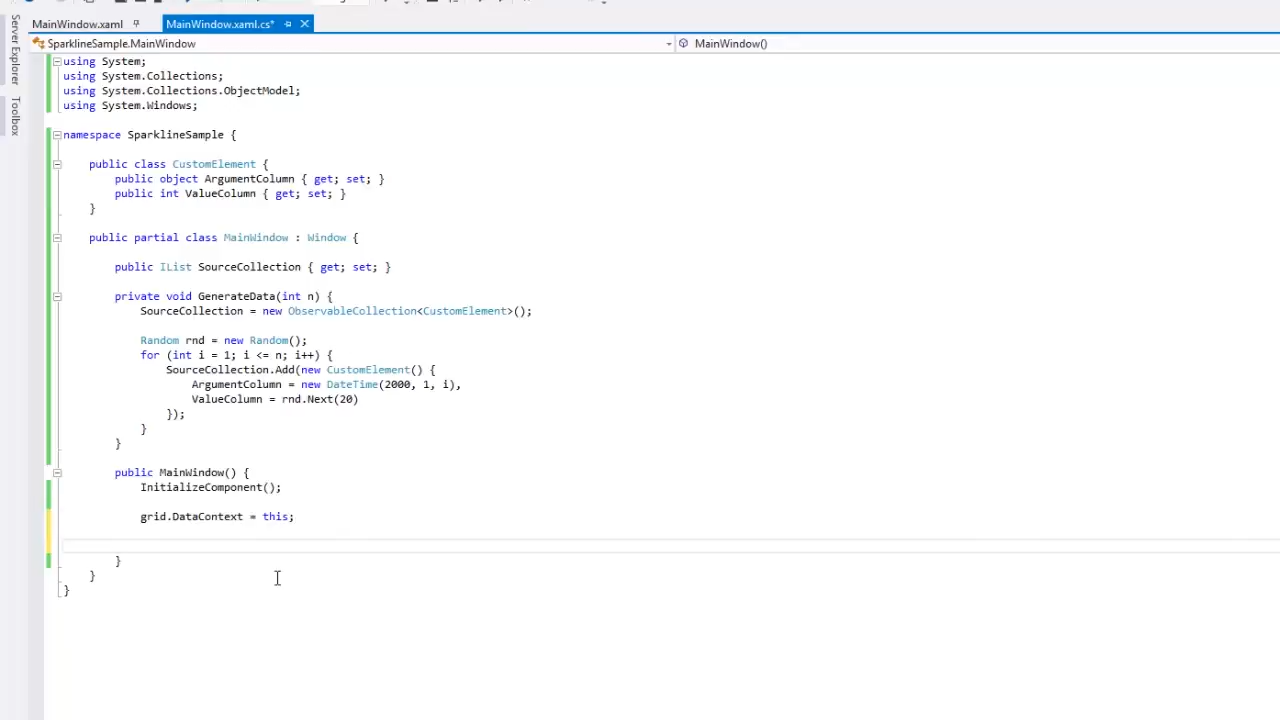 MainWindow.xaml
MainWindow.xaml.cs*
Server Explorer
Toolbox
SparklineSample.MainWindow
MainWindow()
using System;
using System.Collections;
using System.Collections.ObjectModel;
using System.Windows;
namespace SparklineSample {
public class CustomElement {
public object ArgumentColumn { get; set; }
public int ValueColumn { get; set; }
}
public partial class MainWindow : Window {
public IList SourceCollection { get; set; }
private void GenerateData(int n) {
SourceCollection = new ObservableCollection<CustomElement>();
Random rnd = new Random();
for (int i = 1; i <= n; i++) {
SourceCollection.Add(new CustomElement() {
ArgumentColumn = new DateTime(2000, 1, i),
ValueColumn = rnd.Next(20)
});
}
}
public MainWindow() {
InitializeComponent();
grid.DataContext = this;
}
}
}